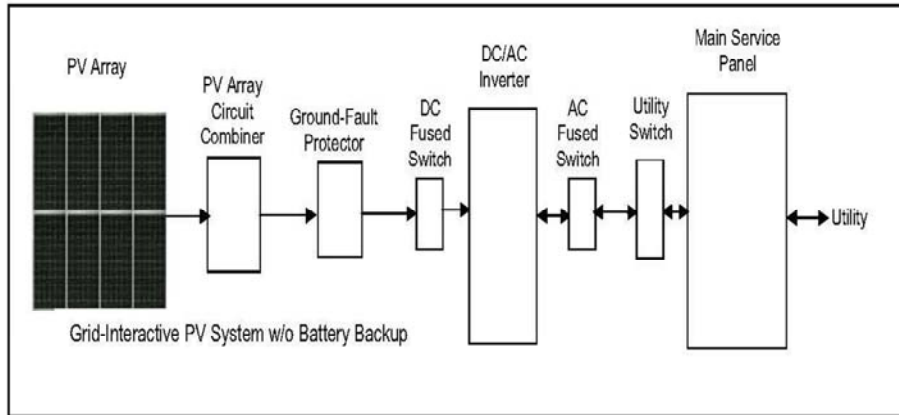 PV Array
PV Array
Circuit
Combiner
Ground-Fault
Protector
DC
Fused
Switch
DC/AC
Inverter
AC
Fused
Switch
Utility
Switch
Main Service
Panel
Utility
Grid-Interactive PV System w/o Battery Backup